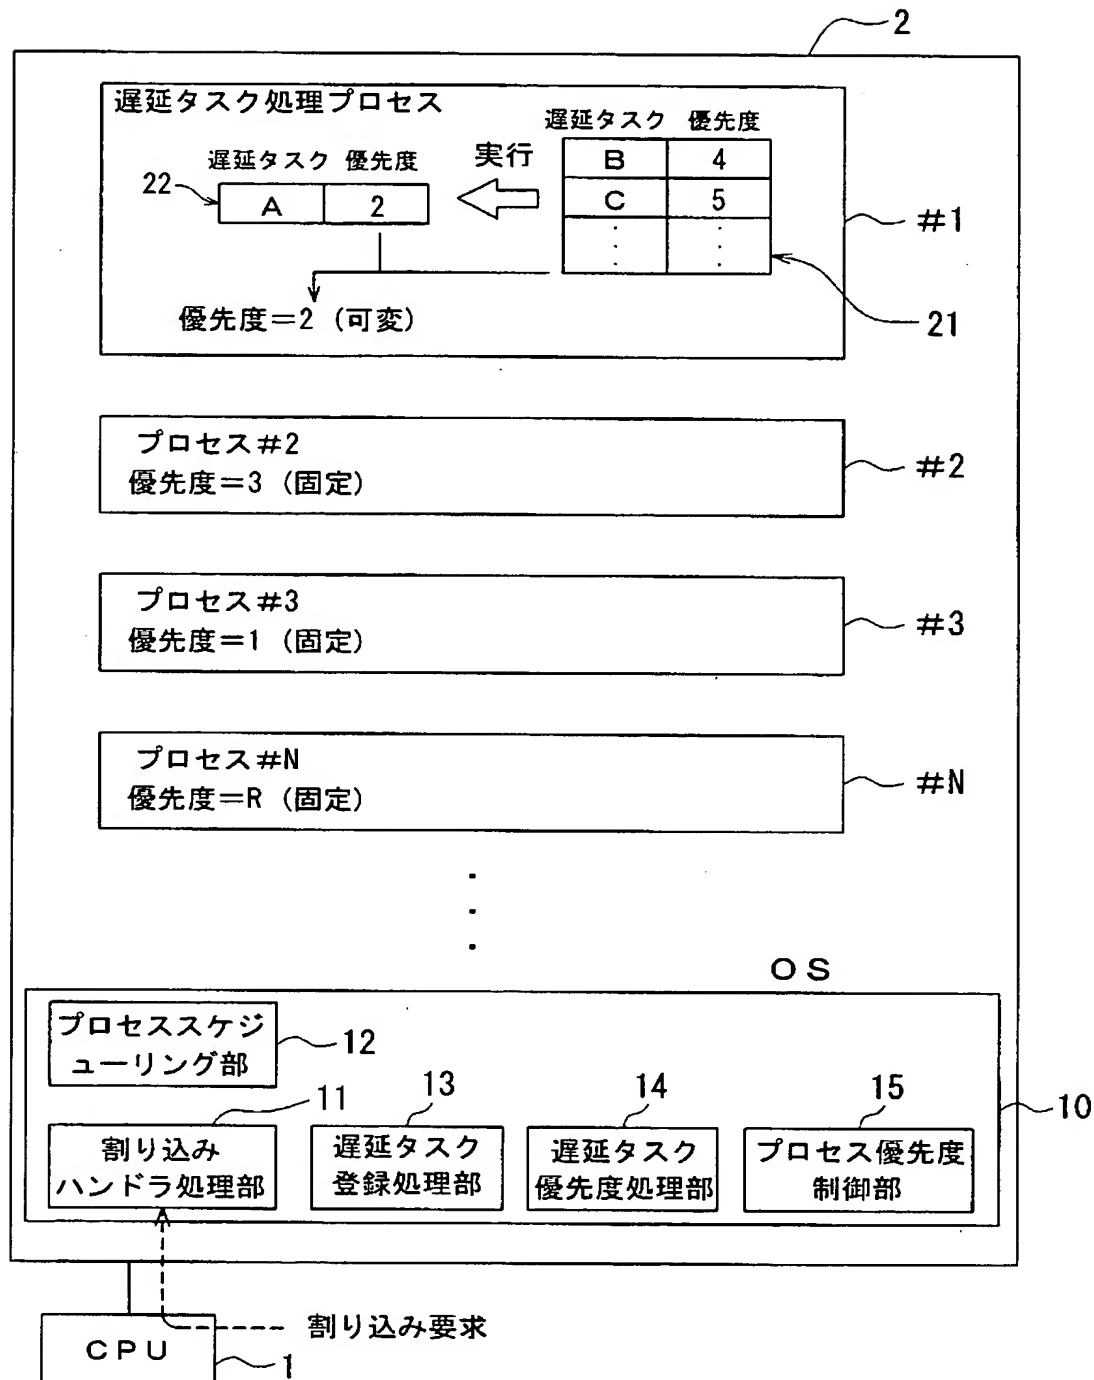 2
遅延タスク処理プロセス
遅延タスク 優先度
B 4
C 5
実行
遅延タスク 優先度
22
A 2
#1
優先度=2 (可変)
21
プロセス#2
優先度=3 (固定)
#2
プロセス#3
優先度=1 (固定)
#3
プロセス#N
優先度=R (固定)
#N
OS
プロセススケジ
ューリング部
12
11
13
14
15
10
割り込み
ハンドラ処理部
遅延タスク
登録処理部
遅延タスク
優先度処理部
プロセス優先度
制御部
割り込み要求
CPU
1